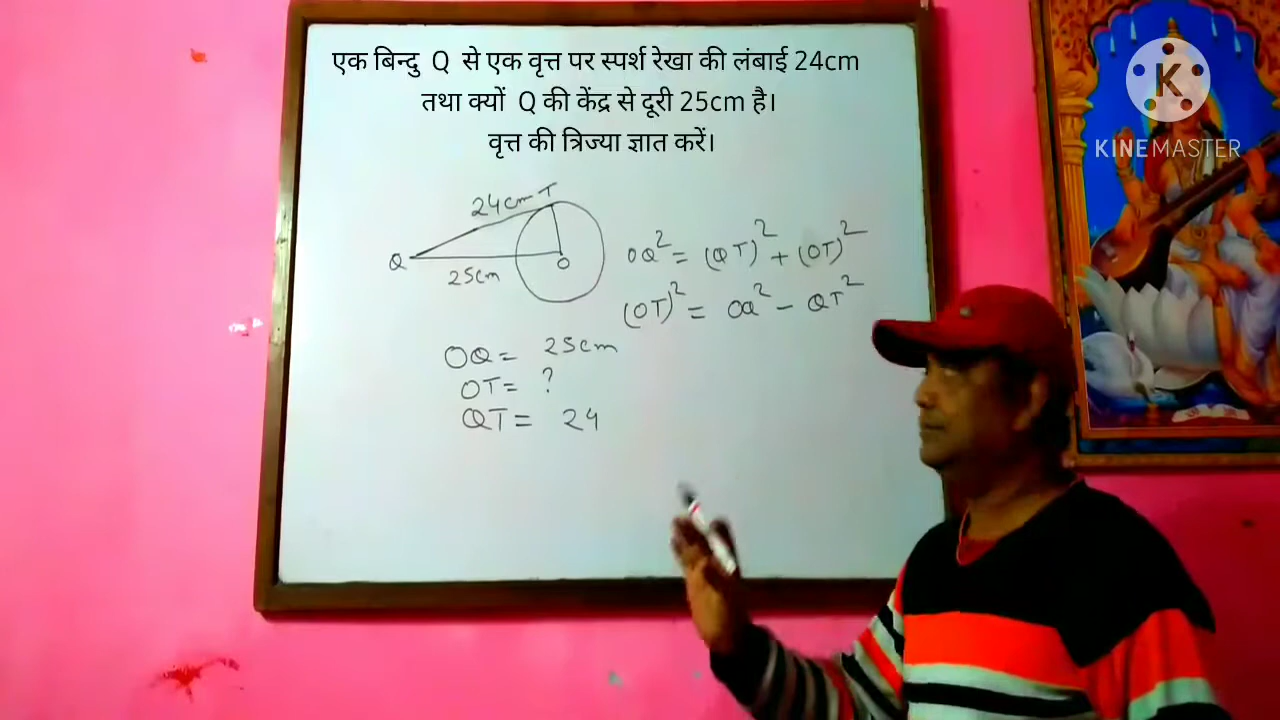 एक बिन्दु Q से एक वृत्त पर स्पर्श रेखा की लंबाई 24cm
तथा क्यों Q की केंद्र से दूरी 25cm है।
वृत्त की त्रिज्या ज्ञात करें।
K
KINEMASTER
24cm T
Q
25cm
O
OQ² = (QT)² + (OT)²
(OT)² = OQ² - QT²
OQ = 25cm
OT = ?
QT = 24